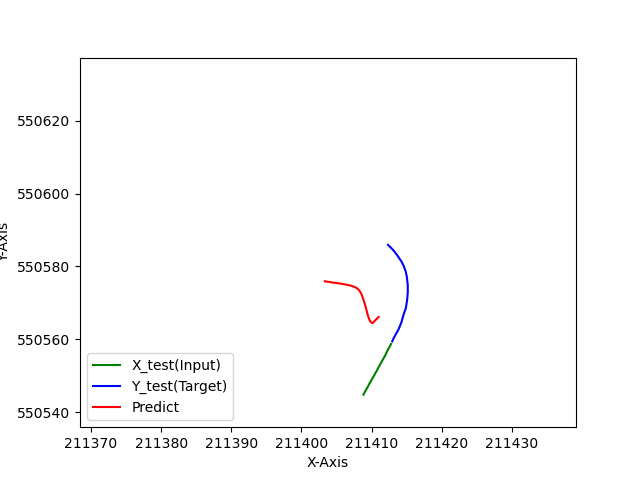 Y-Axis
550620
550600
550580
550560
550540
X_test(Input)
Y_test(Target)
Predict
211370 211380 211390 211400 211410 211420 211430
X-Axis